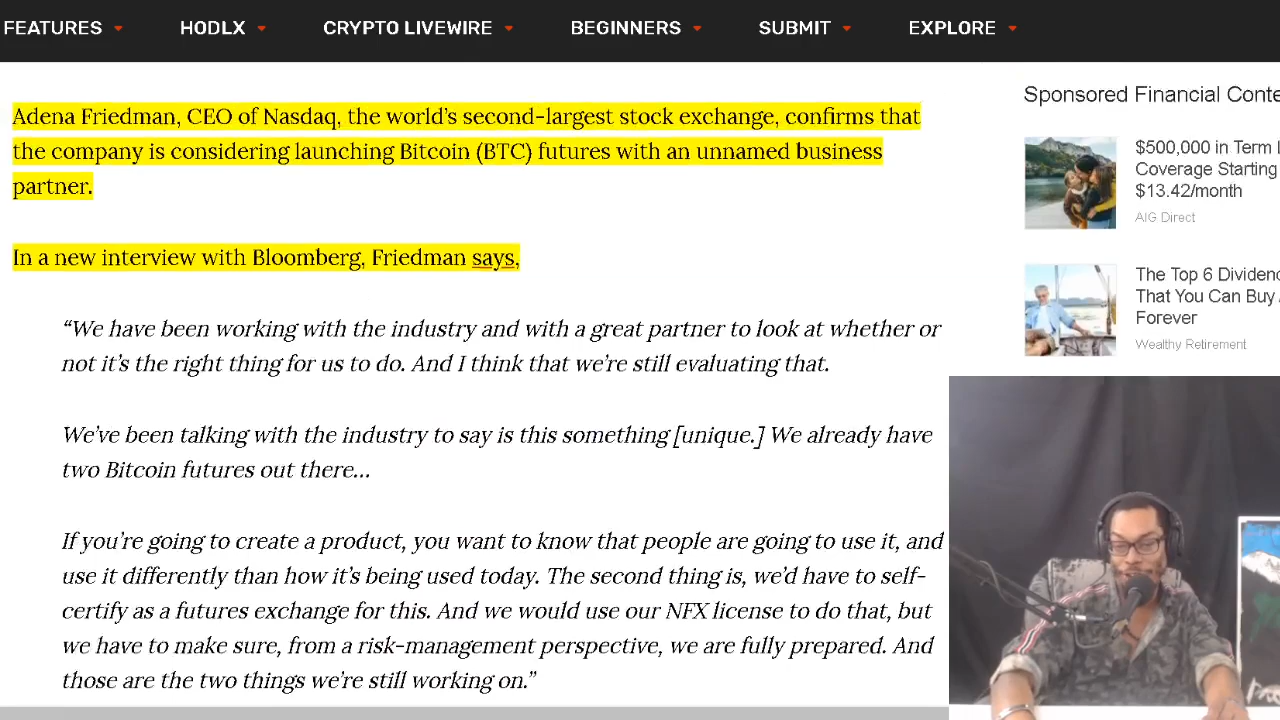 FEATURES HODLX CRYPTO LIVEWIRE BEGINNERS SUBMIT EXPLORE
Adena Friedman, CEO of Nasdaq, the world's second-largest stock exchange, confirms that
the company is considering launching Bitcoin (BTC) futures with an unnamed business
partner.
In a new interview with Bloomberg, Friedman says,
“We have been working with the industry and with a great partner to look at whether or
not it's the right thing for us to do. And I think that we're still evaluating that.
We've been talking with the industry to say is this something [unique.] We already have
two Bitcoin futures out there…
If you're going to create a product, you want to know that people are going to use it, and
use it differently than how it's being used today. The second thing is, we'd have to self-
certify as a futures exchange for this. And we would use our NFX license to do that, but
we have to make sure, from a risk-management perspective, we are fully prepared. And
those are the two things we're still working on.”
Sponsored Financial Conte
$500,000 in Term
Coverage Starting
$13.42/month
AIG Direct
The Top 6 Dividend
That You Can Buy
Forever
Wealthy Retirement